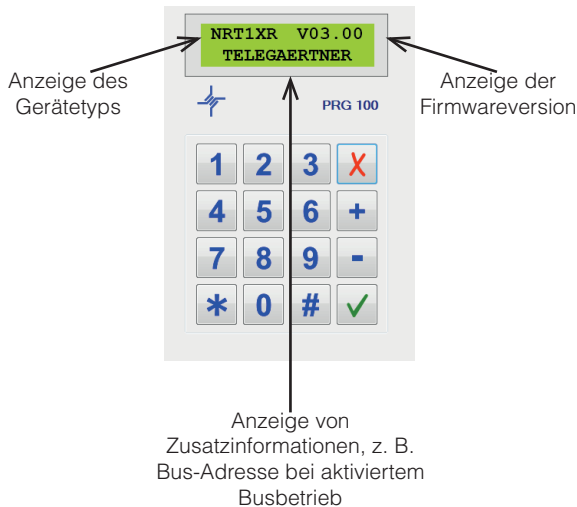 NRT1XR V03.00
TELEGAERTNER
Anzeige des
Gerätetyps
Anzeige der
Firmwareversion
PRG 100
1 2 3 X
4 5 6 +
7 8 9 -
* 0 # ✓
Anzeige von
Zusatzinformationen, z. B.
Bus-Adresse bei aktiviertem
Busbetrieb